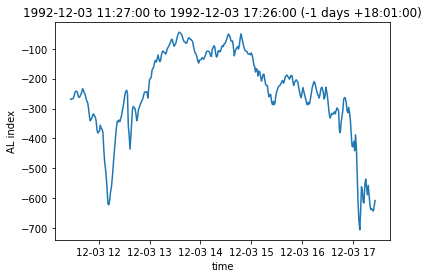 1992-12-03 11:27:00 to 1992-12-03 17:26:00 (-1 days +18:01:00)
−100
−200
−300
−400
−500
−600
−700
AL index
12-03 12 12-03 13 12-03 14 12-03 15 12-03 16 12-03 17
time